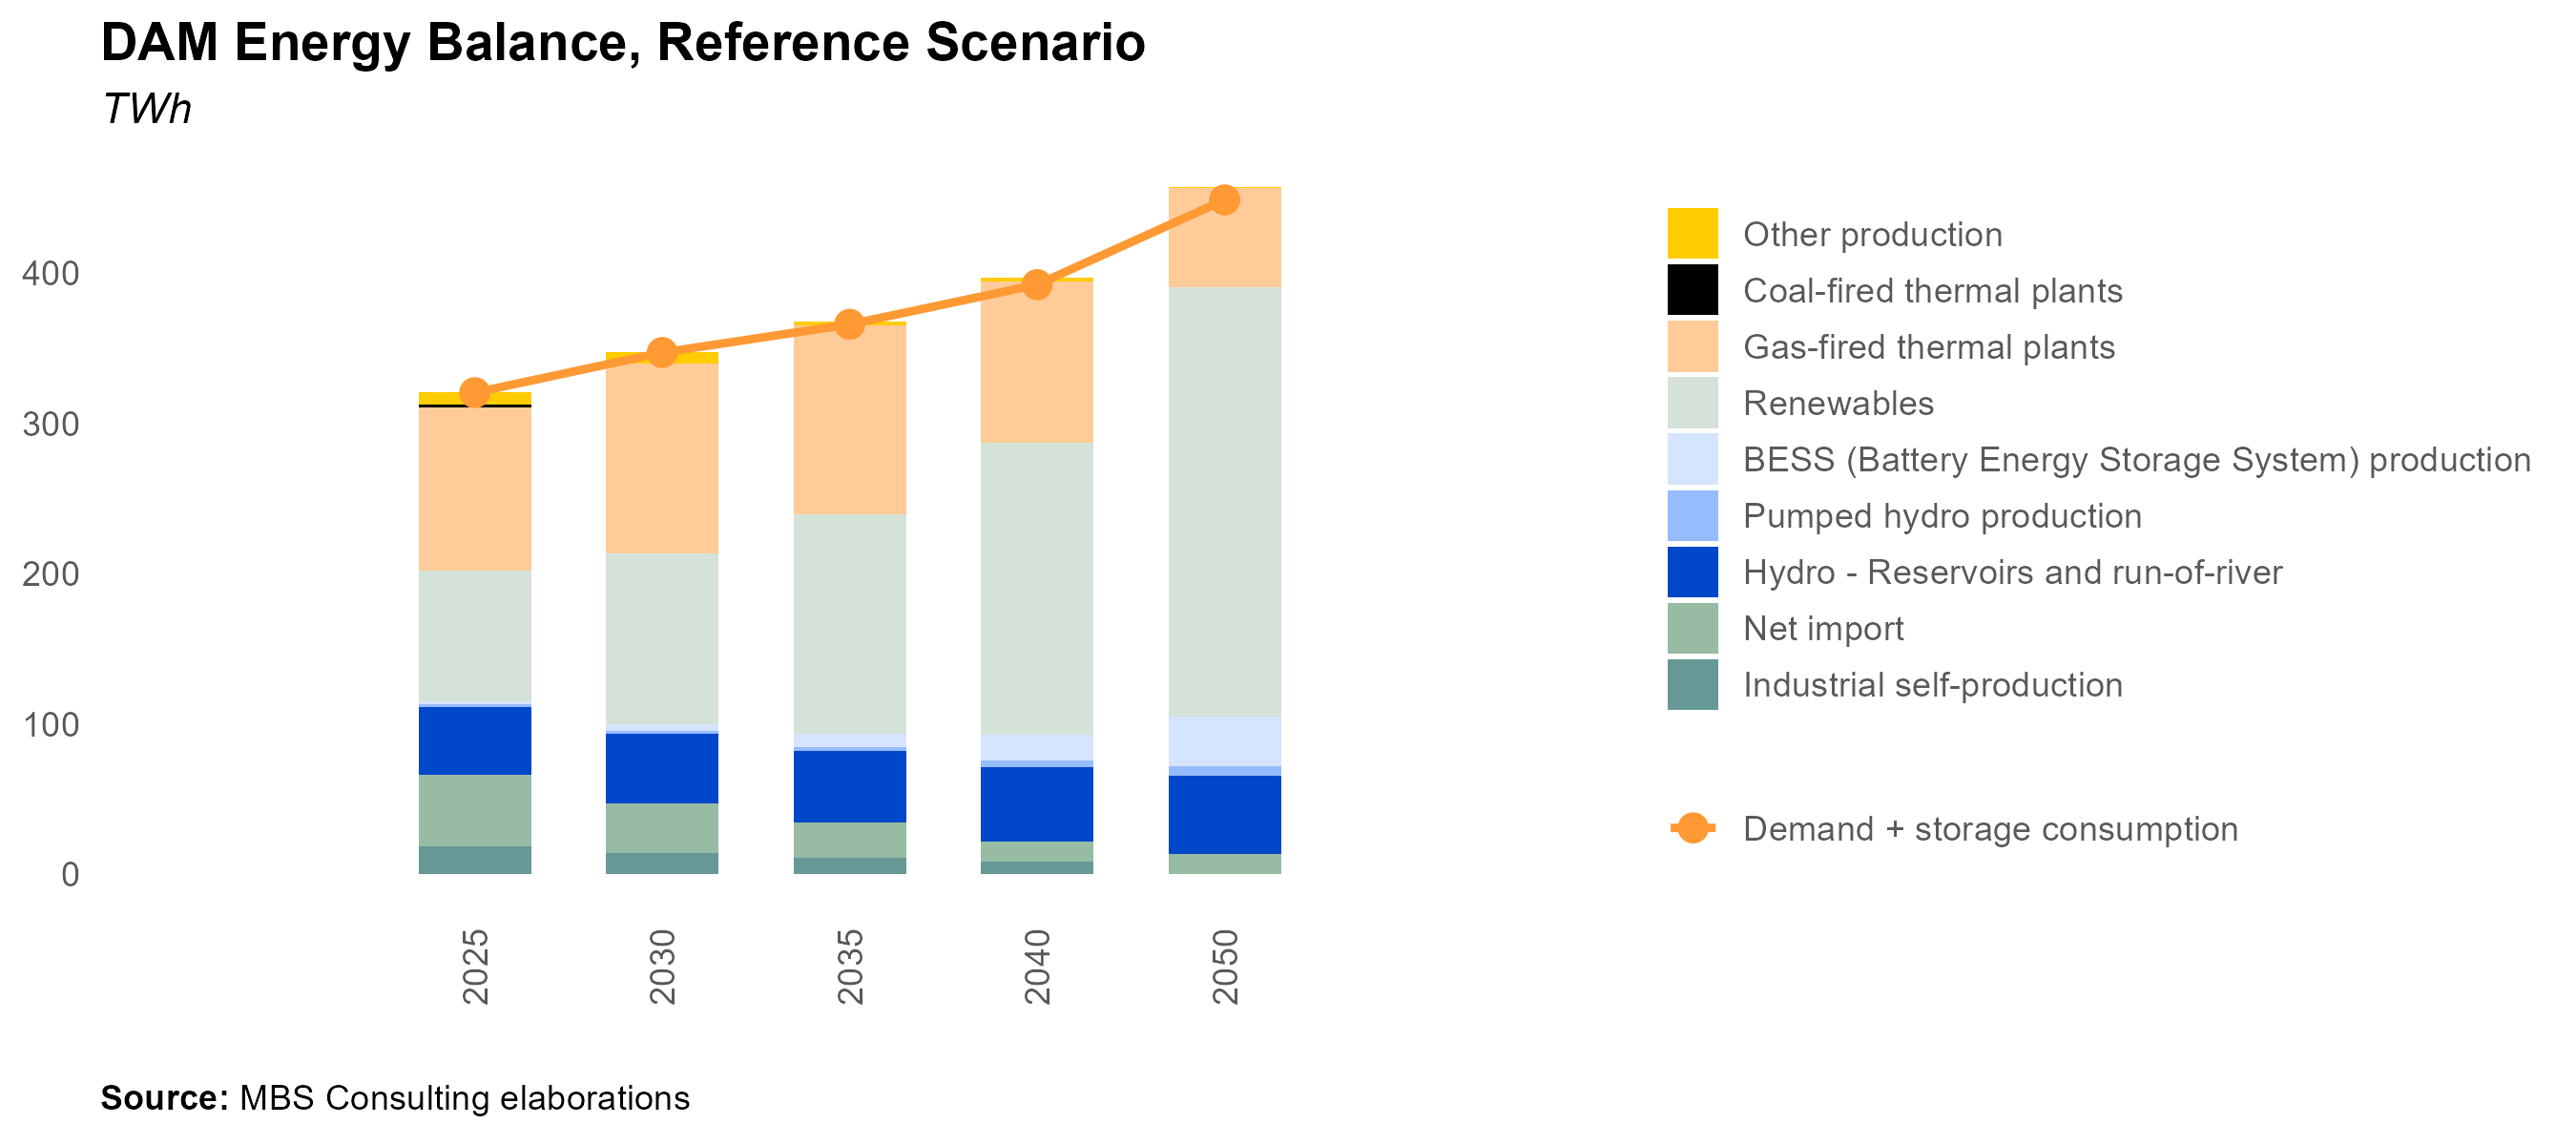 DAM Energy Balance, Reference Scenario
TWh
400
300
200
100
0
2025
2030
2035
2040
2050
Other production
Coal-fired thermal plants
Gas-fired thermal plants
Renewables
BESS (Battery Energy Storage System) production
Pumped hydro production
Hydro - Reservoirs and run-of-river
Net import
Industrial self-production
Demand + storage consumption
Source: MBS Consulting elaborations